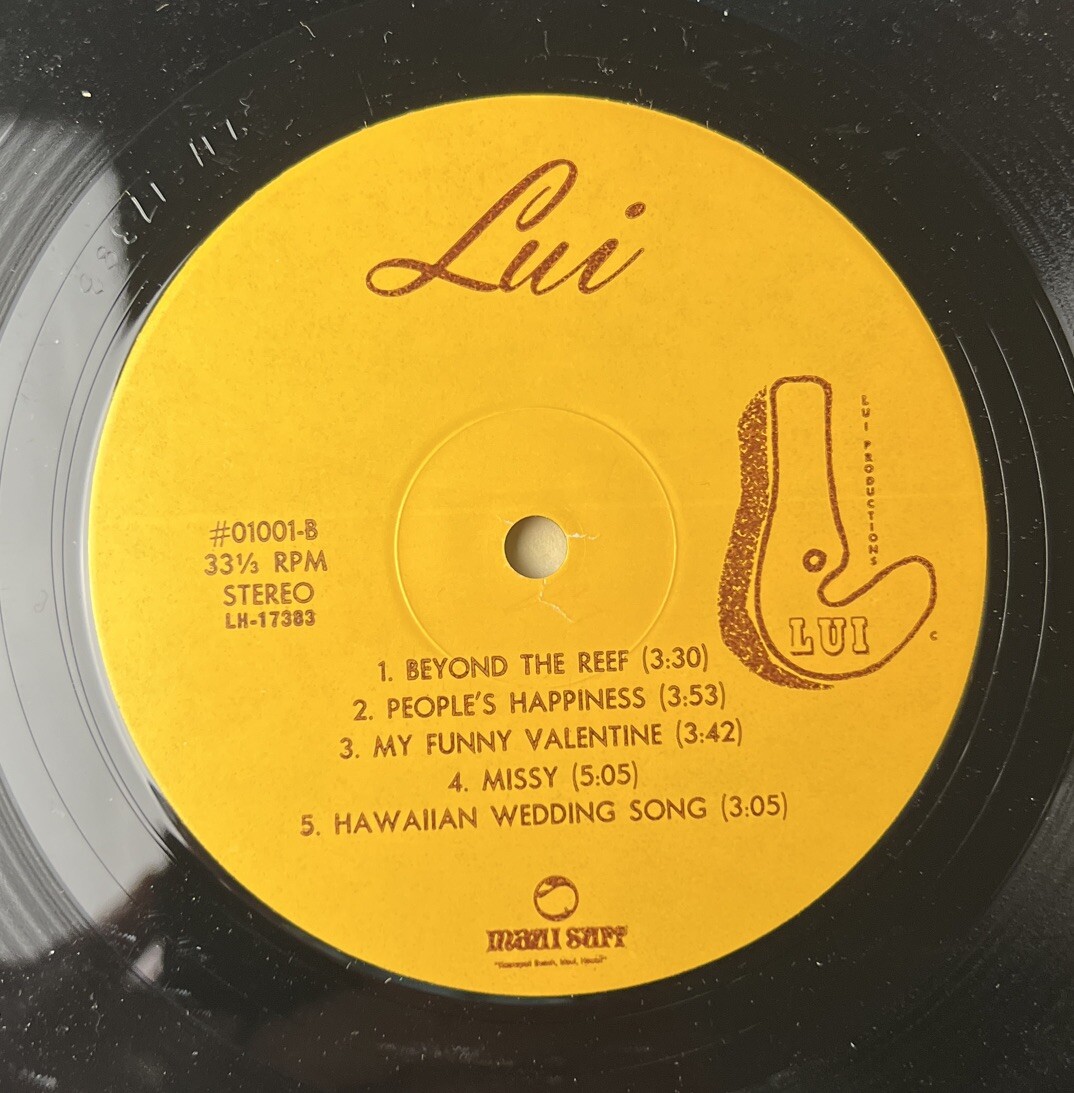 Lui
LUI PRODUCTIONS
#01001-B
33⅓ RPM
STEREO
LH-17383
LUI
C
1. BEYOND THE REEF (3:30)
2. PEOPLE'S HAPPINESS (3:53)
3. MY FUNNY VALENTINE (3:42)
4. MISSY (5:05)
5. HAWAIIAN WEDDING SONG (3:05)
maui surf